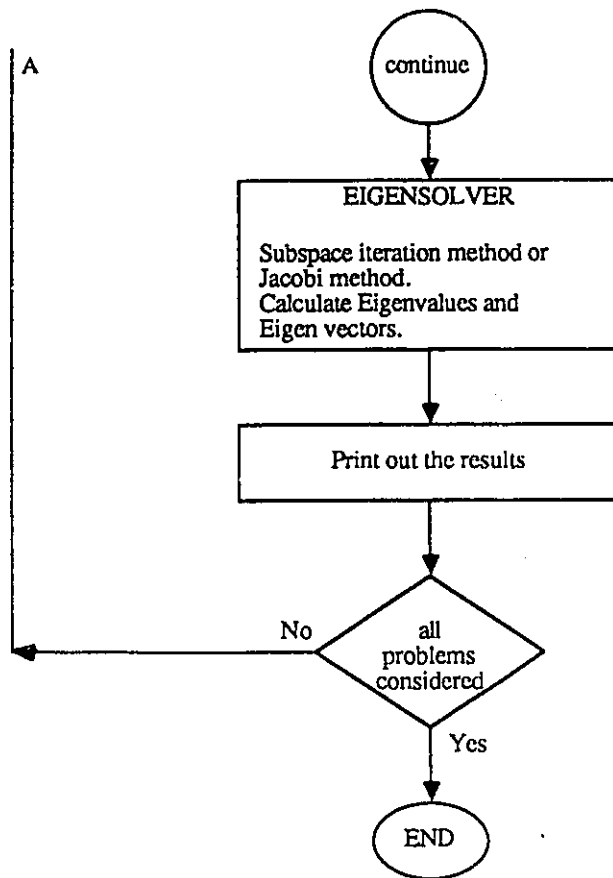 A
continue
EIGENSOLVER
Subspace iteration method or
Jacobi method.
Calculate Eigenvalues and
Eigen vectors.
Print out the results
No
all
problems
considered
Yes
END